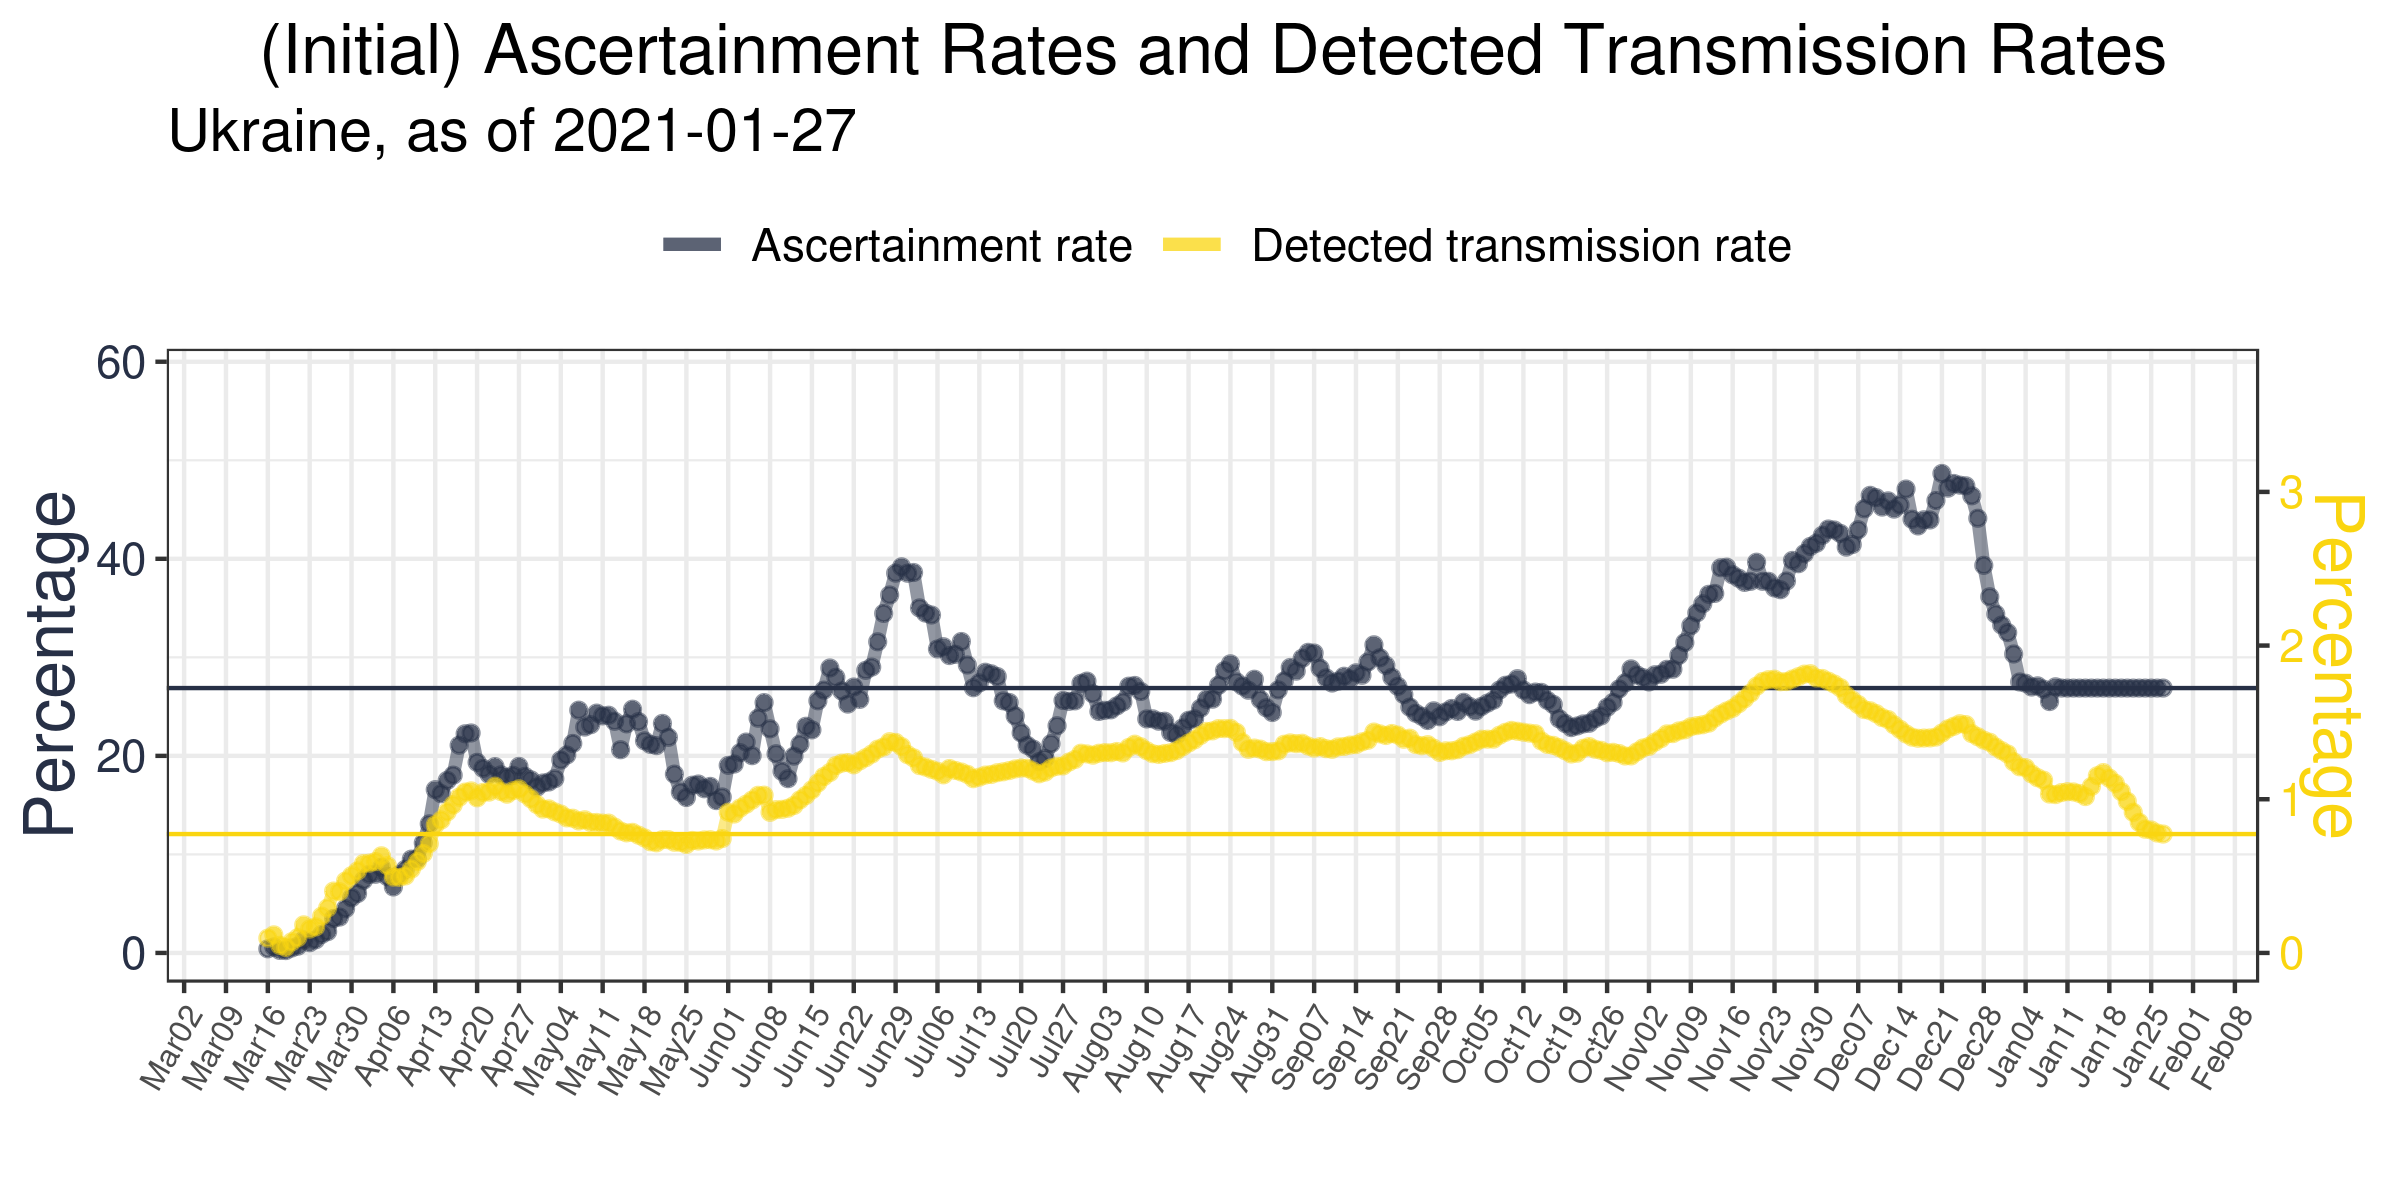 (Initial) Ascertainment Rates and Detected Transmission Rates
Ukraine, as of 2021-01-27
Ascertainment rate Detected transmission rate
Percentage
60
40
20
0
3
2
1
0
Percentage
Mar02 Mar09 Mar16 Mar23 Mar30 Apr06 Apr13 Apr20 Apr27 May04 May11 May18 May25 Jun01 Jun08 Jun15 Jun22 Jun29 Jul06 Jul13 Jul20 Jul27 Aug03 Aug10 Aug17 Aug24 Aug31 Sep07 Sep14 Sep21 Sep28 Oct05 Oct12 Oct19 Oct26 Nov02 Nov09 Nov16 Nov23 Nov30 Dec07 Dec14 Dec21 Dec28 Jan04 Jan11 Jan18 Jan25 Feb01 Feb08